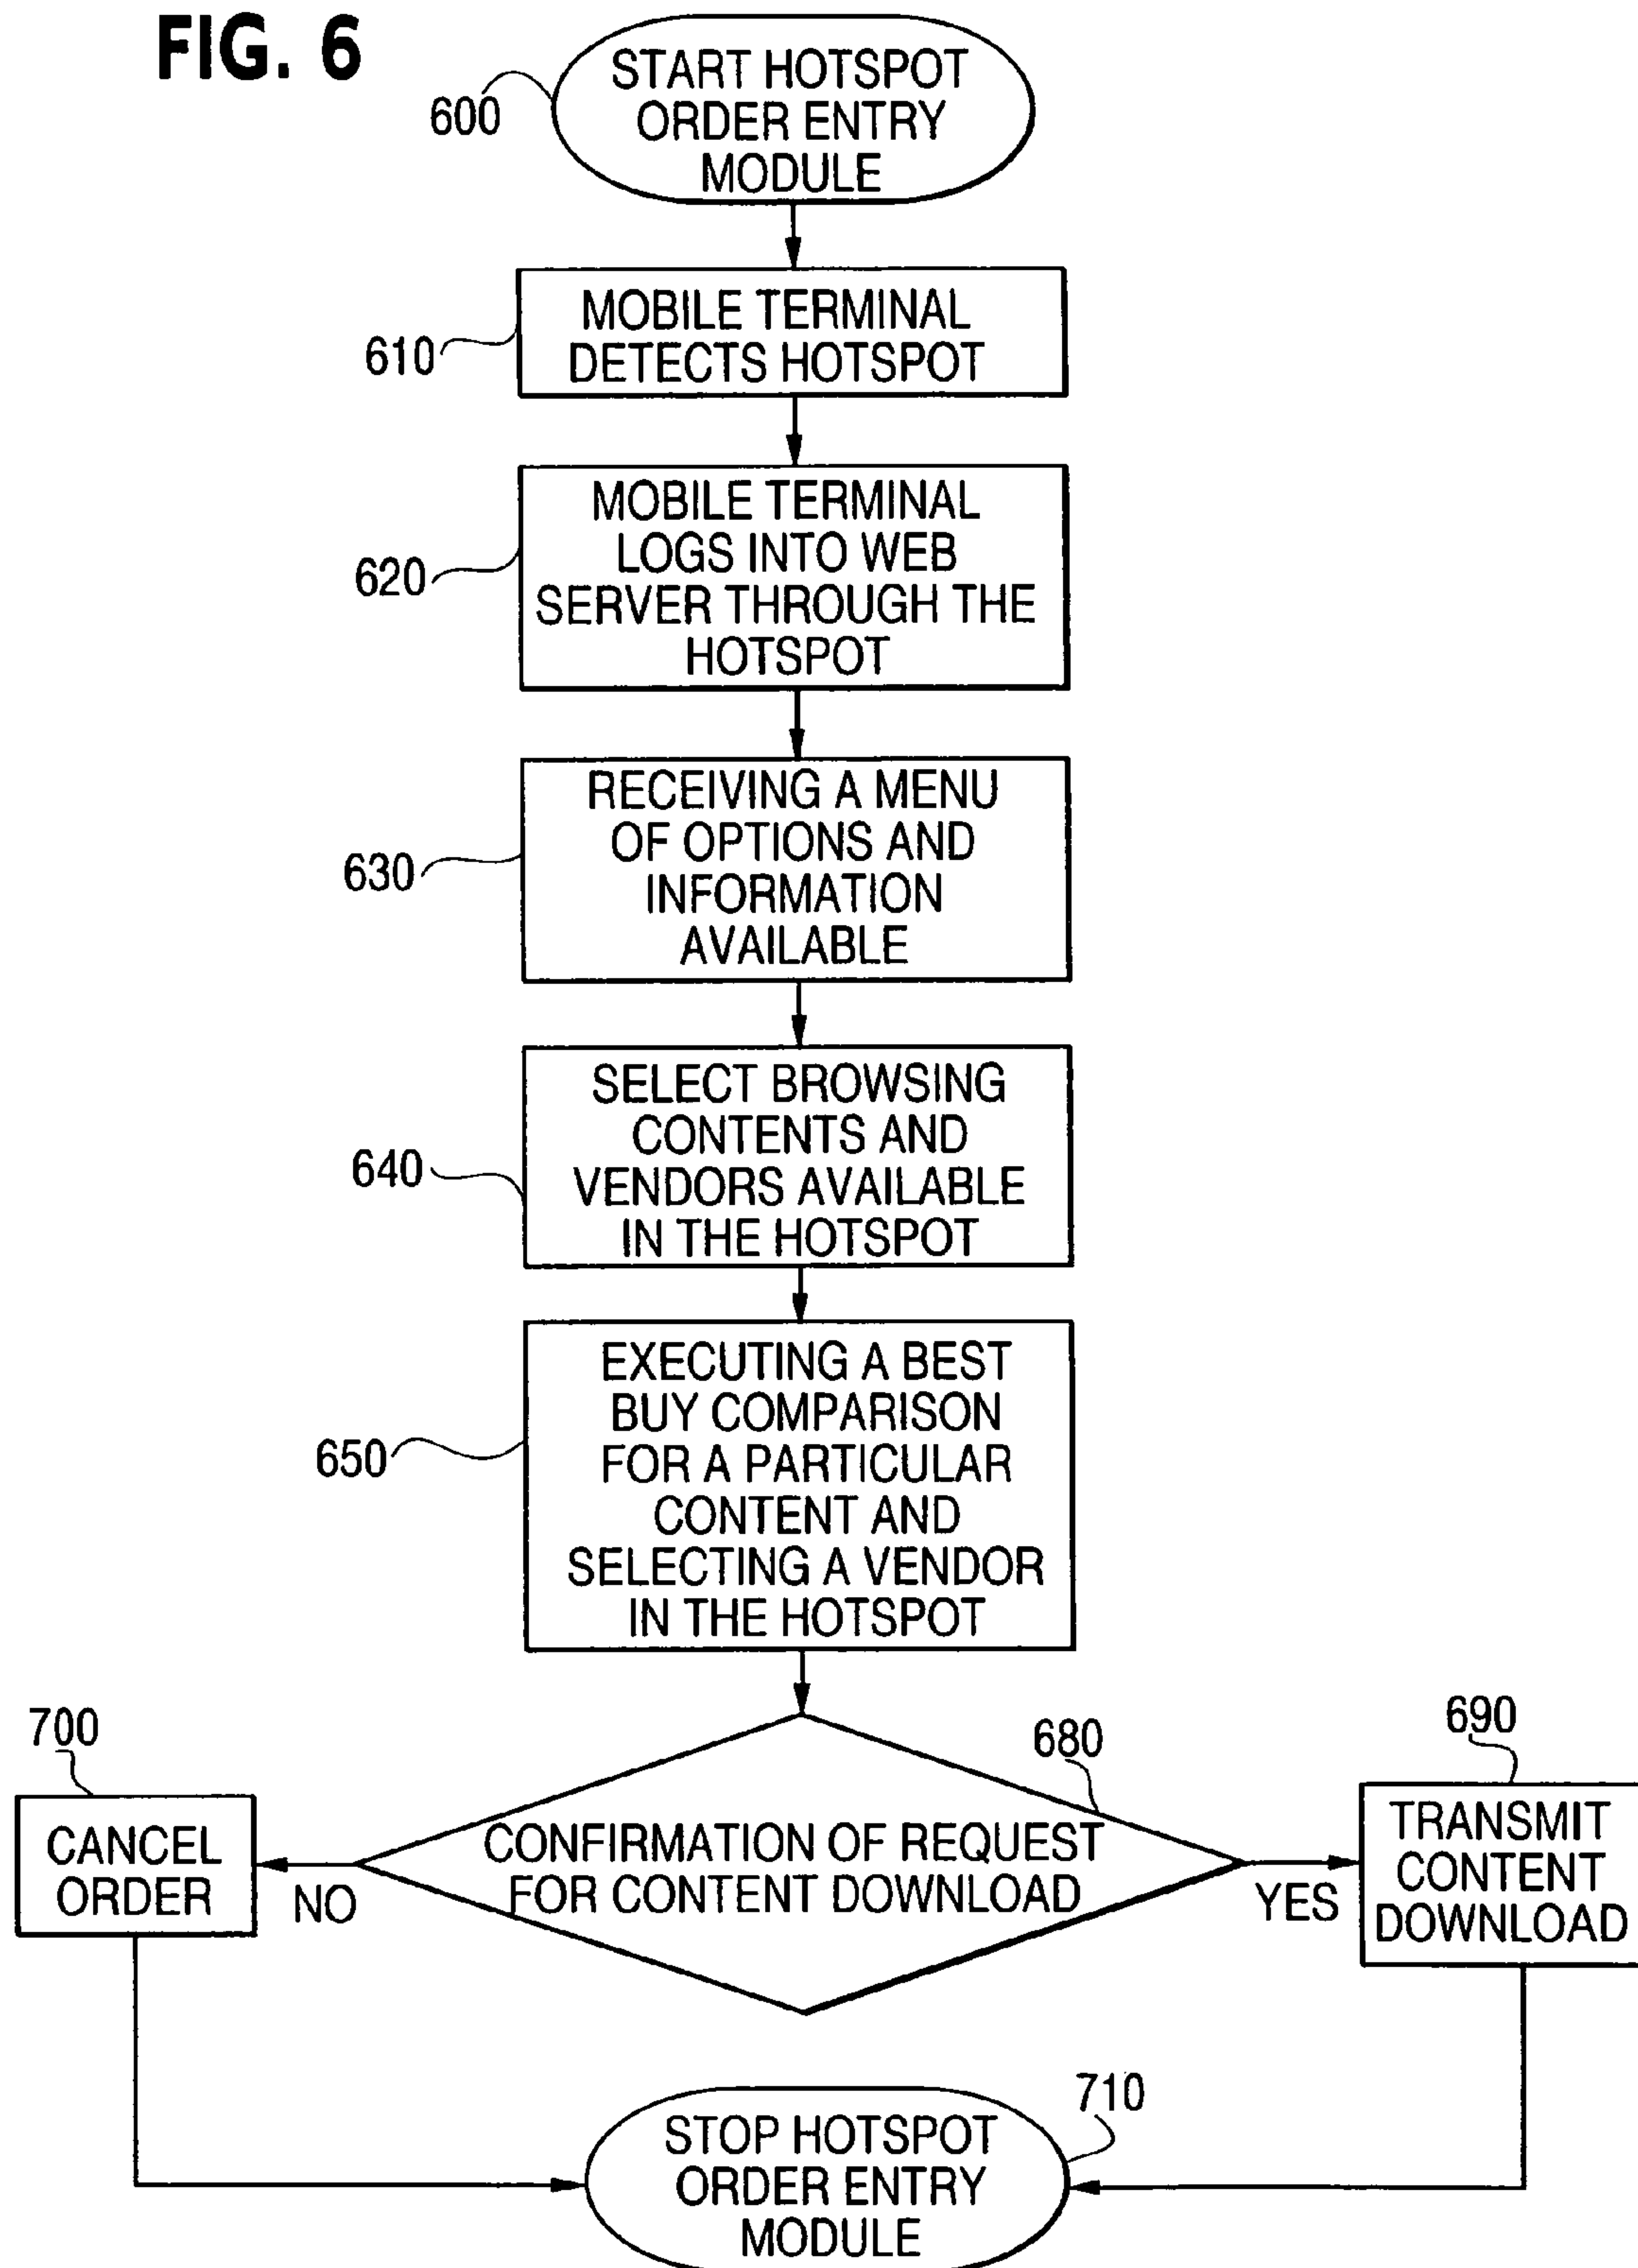 FIG. 6
600
START HOTSPOT
ORDER ENTRY
MODULE
610
MOBILE TERMINAL
DETECTS HOTSPOT
620
MOBILE TERMINAL
LOGS INTO WEB
SERVER THROUGH THE
HOTSPOT
630
RECEIVING A MENU
OF OPTIONS AND
INFORMATION
AVAILABLE
640
SELECT BROWSING
CONTENTS AND
VENDORS AVAILABLE
IN THE HOTSPOT
650
EXECUTING A BEST
BUY COMPARISON
FOR A PARTICULAR
CONTENT AND
SELECTING A VENDOR
IN THE HOTSPOT
700
CANCEL
ORDER
NO
680
CONFIRMATION OF REQUEST
FOR CONTENT DOWNLOAD
YES
690
TRANSMIT
CONTENT
DOWNLOAD
710
STOP HOTSPOT
ORDER ENTRY
MODULE